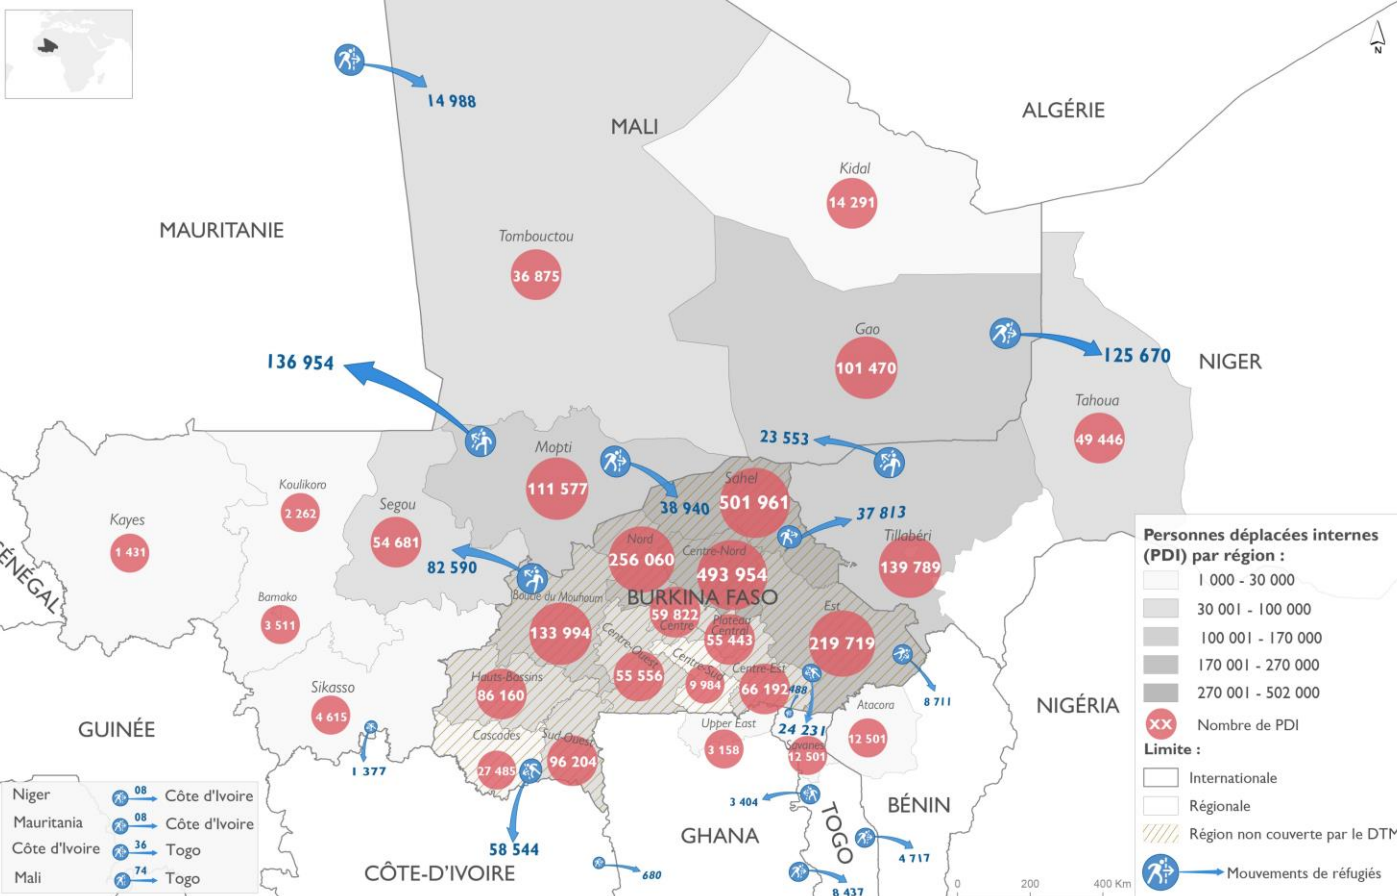 N
14 988
MALI
ALGÉRIE
Kidal
14 291
MAURITANIE
Tombouctou
36 875
Gao
101 470
125 670
NIGER
136 954
Tahoua
49 446
23 553
Mopti
111 577
Sahel
501 961
38 940
37 813
Koulikoro
2 262
Segou
54 681
Kayes
1 431
Tillabéri
139 789
Nord
256 060
Centre-Nord
493 954
82 590
BURKINA FASO
Boucle du Mouhoum
133 994
59 822
Centre
Plateau
Central
55 443
Est
219 719
Bamako
3 511
Centre-Ouest
55 556
Centre-Sud
9 984
Centre-Est
66 192
488
24 231
8 711
Hauts-Bassins
86 160
Sikasso
4 615
1 377
Cascades
27 485
Sud-Ouest
96 204
Upper East
3 158
Savanes
12 501
Atacora
12 501
NIGÉRIA
GUINÉE
58 544
3 404
BÉNIN
TOGO
GHANA
4 717
CÔTE-D'IVOIRE
680
8 437
ÉNÉGAL
Personnes déplacées internes
(PDI) par région :
1 000 - 30 000
30 001 - 100 000
100 001 - 170 000
170 001 - 270 000
270 001 - 502 000
XX Nombre de PDI
Limite :
Internationale
Régionale
Région non couverte par le DTM
Mouvements de réfugiés
0 200 400 Km
Niger 08 Côte d'Ivoire
Mauritania 08 Côte d'Ivoire
Côte d'Ivoire 36 Togo
Mali 74 Togo